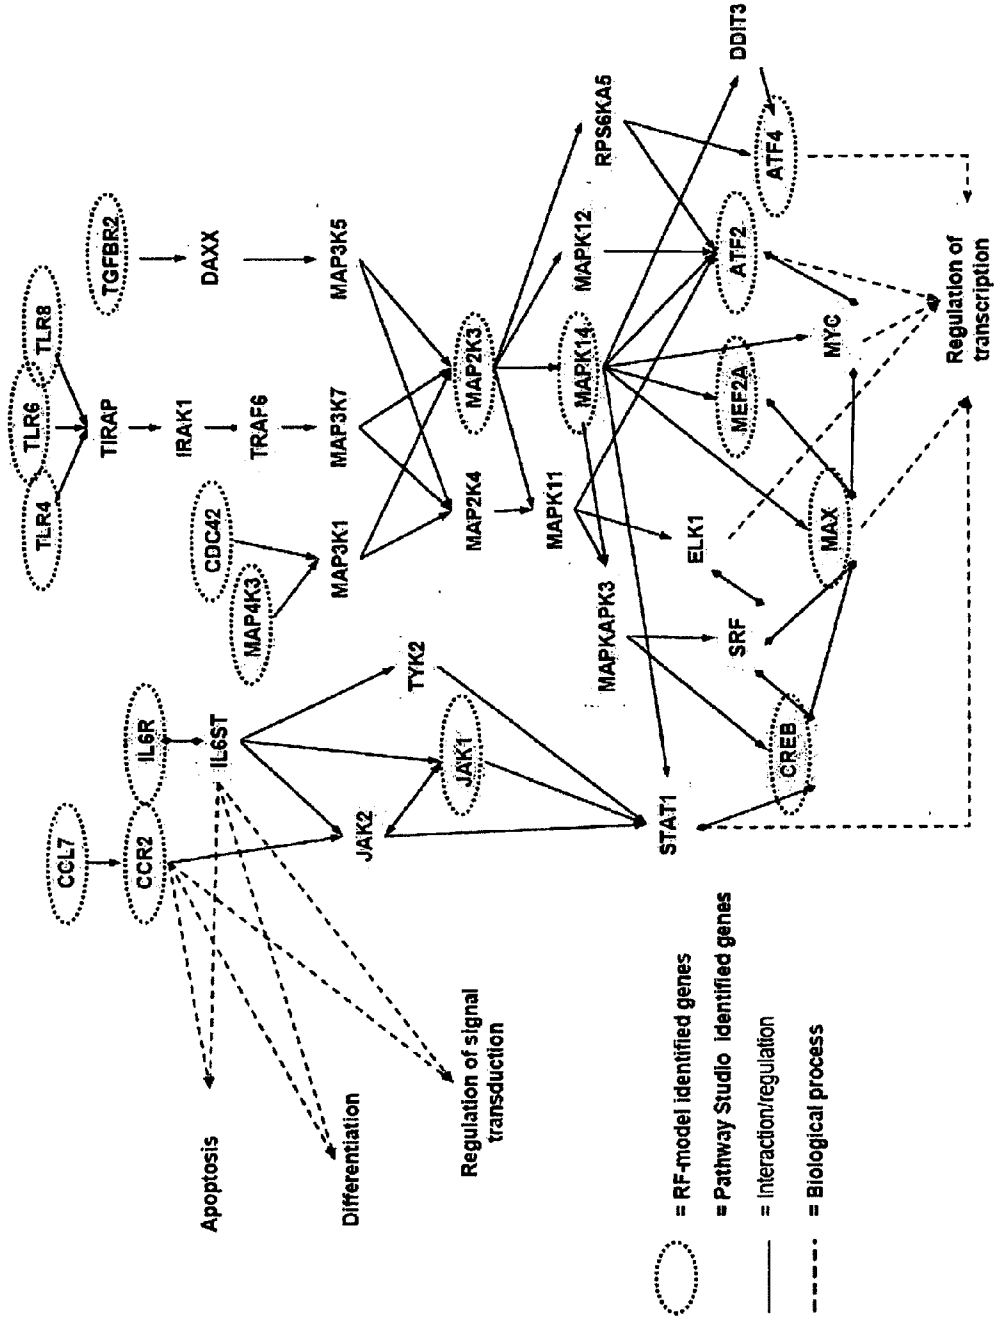 CCL7
CCR2
IL6R
IL6ST
JAK2
JAK1
TYK2
STAT1
TLR4
TLR6
TLR8
TGFBR2
TIRAP
DAXX
IRAK1
TRAF6
CDC42
MAP4K3
MAP3K1
MAP3K7
MAP3K5
MAP2K4
MAP2K3
MAPK11
MAPK14
MAPK12
RPS6KA5
MAPKAPK3
ELK1
SRF
MEF2A
ATF2
DDIT3
ATF4
CREB
MAX
MYC
Regulation of
transcription
Apoptosis
Differentiation
Regulation of signal
transduction
= RF-model identified genes
= Pathway Studio identified genes
= Interaction/regulation
= Biological process